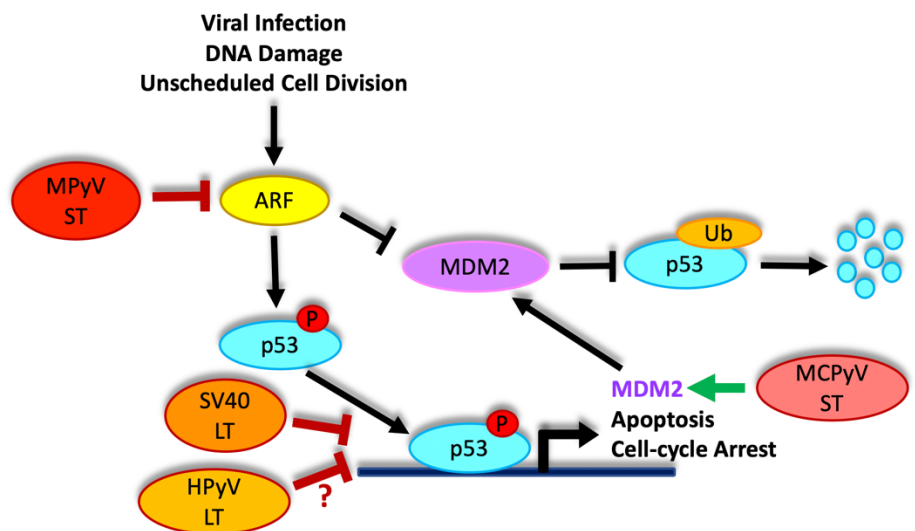 Viral Infection
DNA Damage
Unscheduled Cell Division
MPyV
ST
ARF
MDM2
Ub
p53
P
p53
SV40
LT
HPyV
LT
?
P
p53
MDM2
Apoptosis
Cell-cycle Arrest
MCPyV
ST